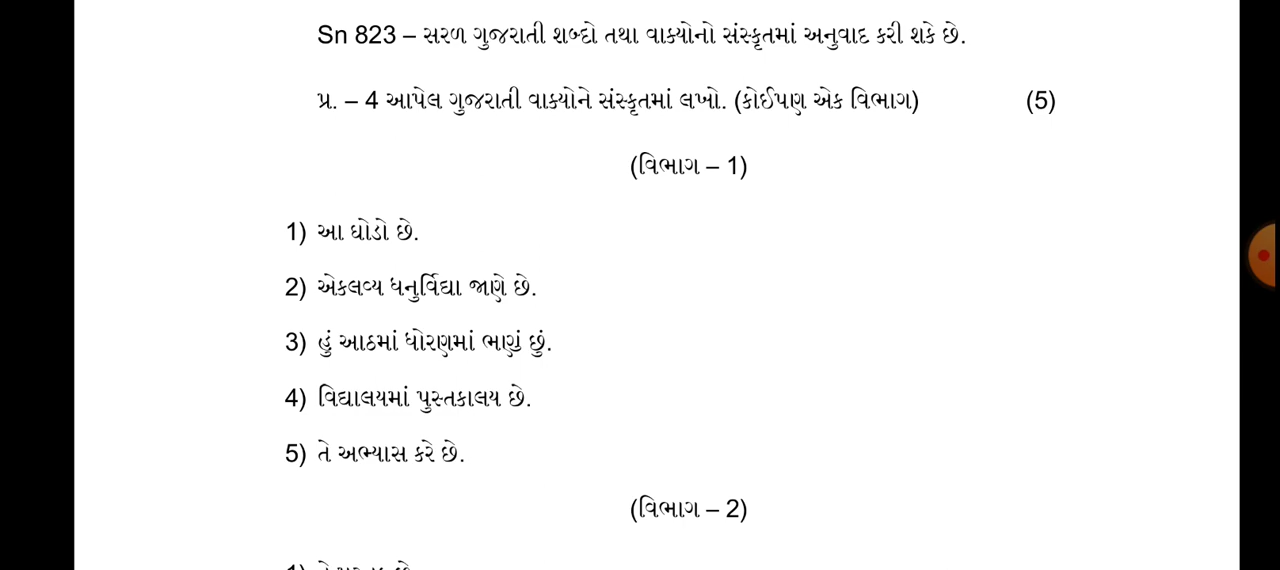 Sn 823 – સરળ ગુજરાતી શબ્દો તથા વાક્યોનો સંસ્કૃતમાં અનુવાદ કરી શકે છે.
પ્ર. – 4 આપેલ ગુજરાતી વાક્યોને સંસ્કૃતમાં લખો. (કોઈપણ એક વિભાગ) (5)
(વિભાગ – 1)
1) આ ઘોડો છે.
2) એકલવ્ય ધનુર્વિદ્યા જાણે છે.
3) હું આઠમાં ધોરણમાં ભણું છું.
4) વિદ્યાલયમાં પુસ્તકાલય છે.
5) તે અભ્યાસ કરે છે.
(વિભાગ – 2)